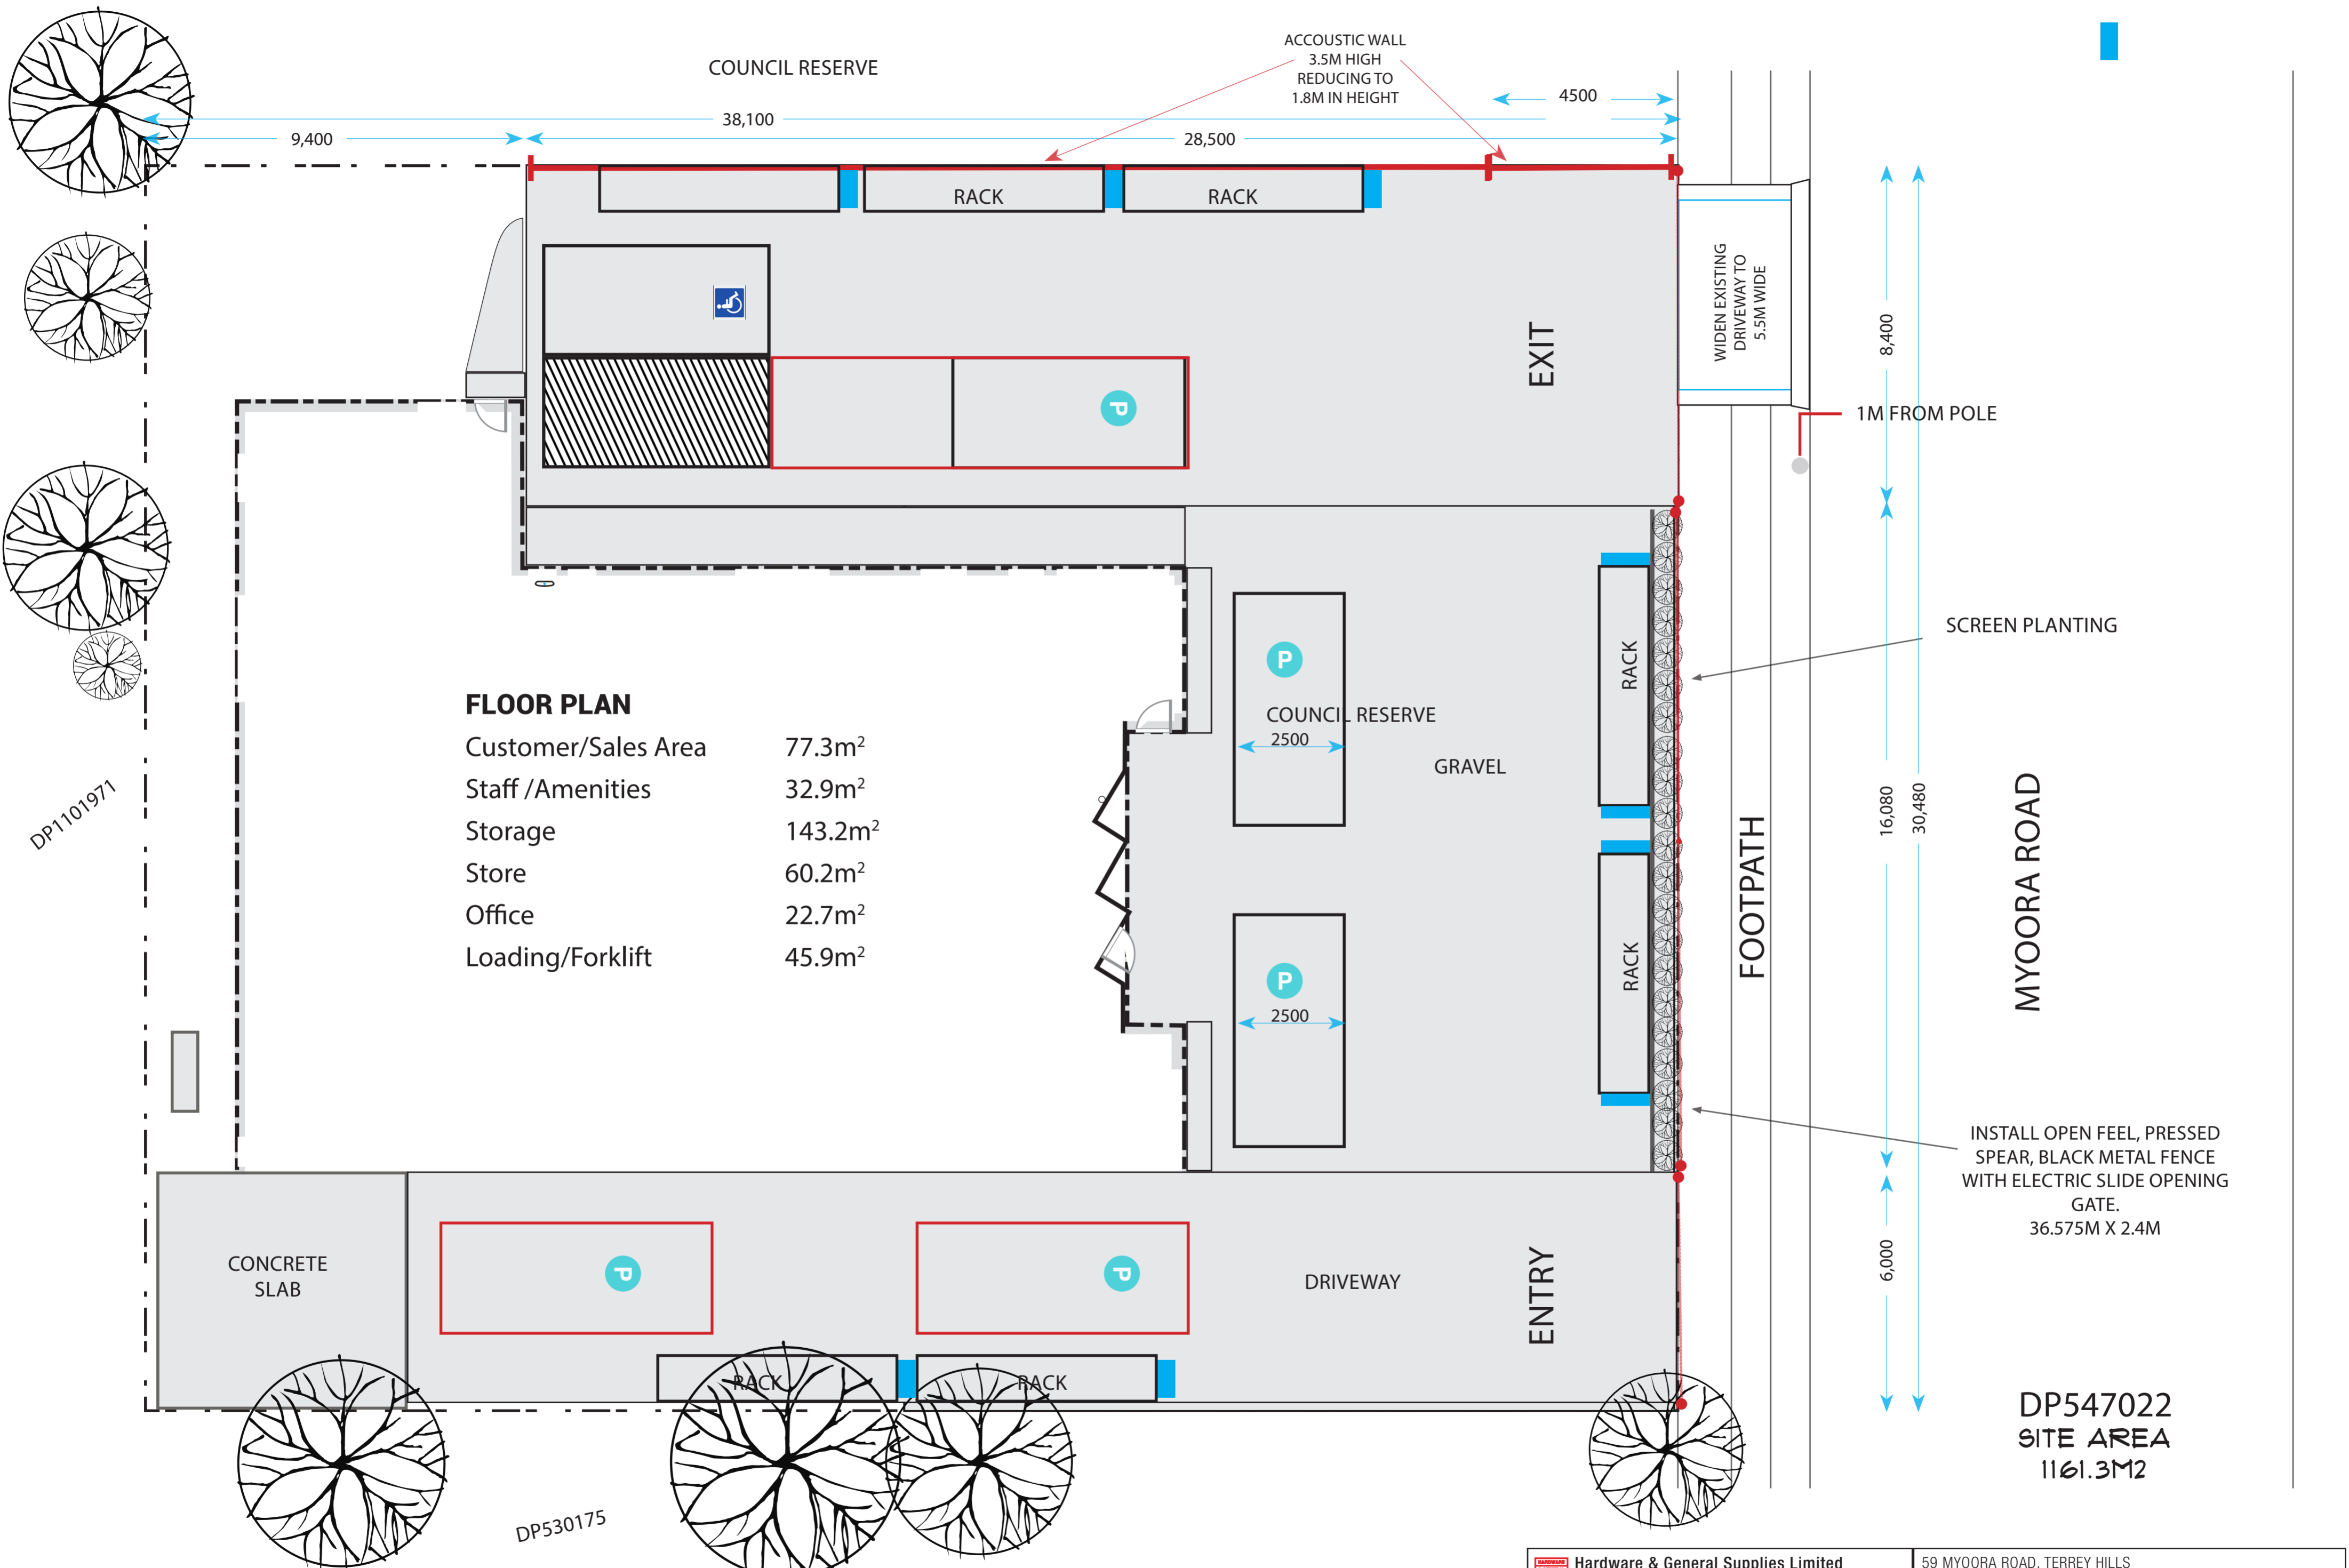 COUNCIL RESERVE
ACCOUSTIC WALL
3.5M HIGH
REDUCING TO
1.8M IN HEIGHT
4500
38,100
9,400
28,500
RACK
RACK
EXIT
WIDEN EXISTING
DRIVEWAY TO
5.5M WIDE
8,400
P
1M FROM POLE
SCREEN PLANTING
RACK
P
COUNCIL RESERVE
2500
GRAVEL
FLOOR PLAN
Customer/Sales Area 77.3m²
Staff /Amenities 32.9m²
Storage 143.2m²
Store 60.2m²
Office 22.7m²
Loading/Forklift 45.9m²
DP1101971
16,080
30,480
MYOORA ROAD
FOOTPATH
RACK
P
2500
INSTALL OPEN FEEL, PRESSED
SPEAR, BLACK METAL FENCE
WITH ELECTRIC SLIDE OPENING
GATE.
36.575M X 2.4M
CONCRETE
SLAB
P
P
DRIVEWAY
ENTRY
6,000
RACK
RACK
DP547022
SITE AREA
1161.3M2
DP530175
HARDWARE
Hardware & General Supplies Limited
59 MYOORA ROAD, TERREY HILLS